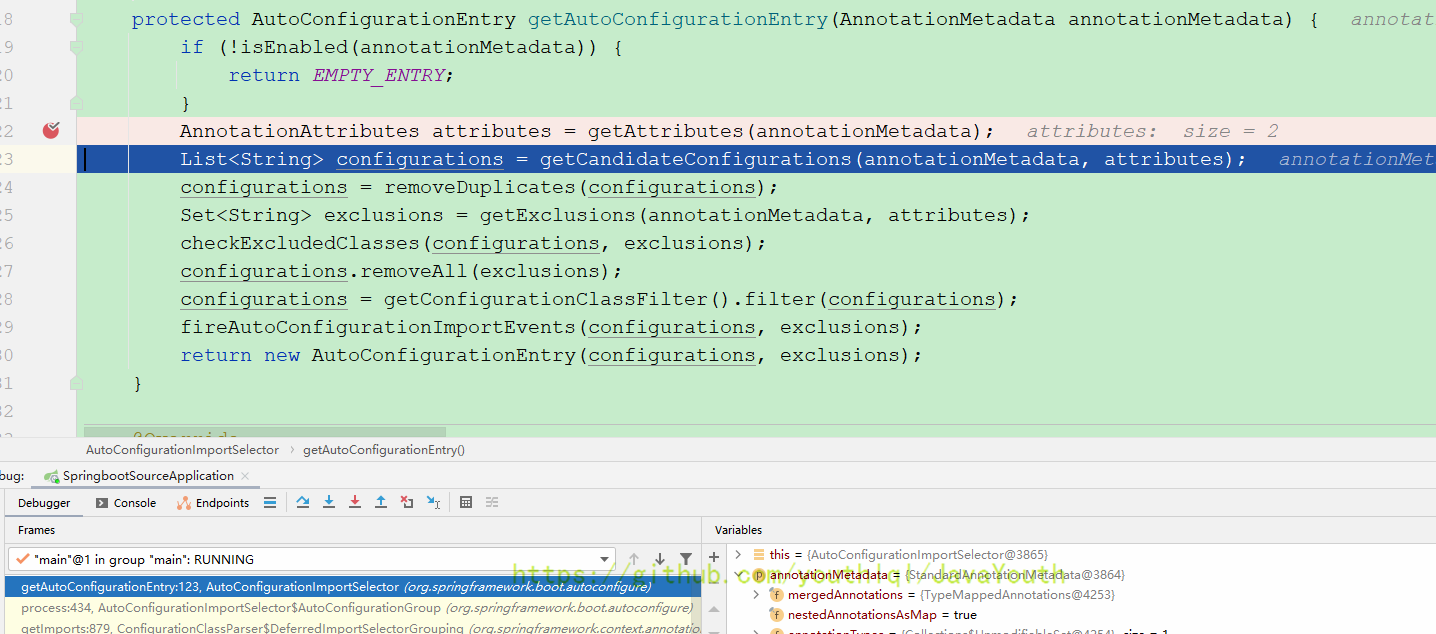 18 protected AutoConfigurationEntry getAutoConfigurationEntry(AnnotationMetadata annotationMetadata) { annotat
19 if (!isEnabled(annotationMetadata)) {
20 return EMPTY_ENTRY;
21 }
22 AnnotationAttributes attributes = getAttributes(annotationMetadata); attributes: size = 2
23 List<String> configurations = getCandidateConfigurations(annotationMetadata, attributes); annotationMet
24 configurations = removeDuplicates(configurations);
25 Set<String> exclusions = getExclusions(annotationMetadata, attributes);
26 checkExcludedClasses(configurations, exclusions);
27 configurations.removeAll(exclusions);
28 configurations = getConfigurationClassFilter().filter(configurations);
29 fireAutoConfigurationImportEvents(configurations, exclusions);
30 return new AutoConfigurationEntry(configurations, exclusions);
31 }
32
AutoConfigurationImportSelector › getAutoConfigurationEntry()
bug: SpringbootSourceApplication ×
Debugger Console Endpoints
Frames Variables
"main"@1 in group "main": RUNNING
this = {AutoConfigurationImportSelector@3865}
https://github.com/youthlql/JavaYouth
getAutoConfigurationEntry:123, AutoConfigurationImportSelector (org.springframework.boot.autoconfigure)
annotationMetadata = {StandardAnnotationMetadata@3864}
process:434, AutoConfigurationImportSelector$AutoConfigurationGroup (org.springframework.boot.autoconfigure)
mergedAnnotations = {TypeMappedAnnotations@4253}
nestedAnnotationsAsMap = true
getImports:879, ConfigurationClassParser$DeferredImportSelectorGrouping (org.springframework.context.annotatio